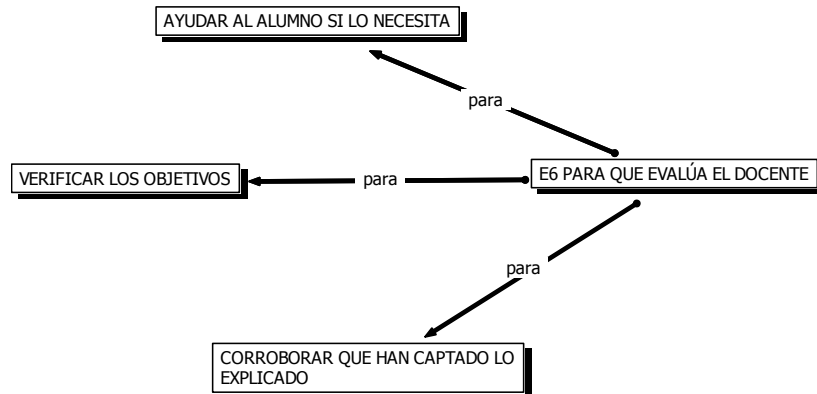 AYUDAR AL ALUMNO SI LO NECESITA
para
VERIFICAR LOS OBJETIVOS
para
E6 PARA QUE EVALÚA EL DOCENTE
para
CORROBORAR QUE HAN CAPTADO LO
EXPLICADO